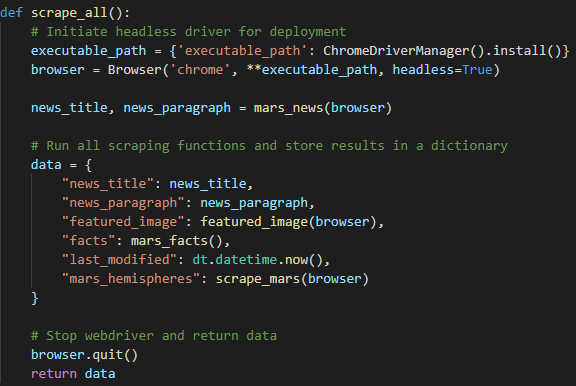 def scrape_all():
    # Initiate headless driver for deployment
    executable_path = {'executable_path': ChromeDriverManager().install()}
    browser = Browser('chrome', **executable_path, headless=True)

    news_title, news_paragraph = mars_news(browser)

    # Run all scraping functions and store results in a dictionary
    data = {
        "news_title": news_title,
        "news_paragraph": news_paragraph,
        "featured_image": featured_image(browser),
        "facts": mars_facts(),
        "last_modified": dt.datetime.now(),
        "mars_hemispheres": scrape_mars(browser)
    }

    # Stop webdriver and return data
    browser.quit()
    return data